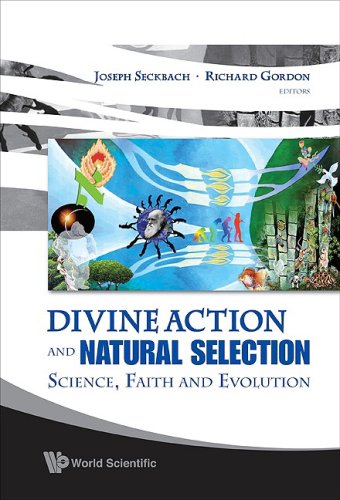 JOSEPH SECKBACH · RICHARD GORDON
EDITORS
DIVINE ACTION
AND NATURAL SELECTION
SCIENCE, FAITH AND EVOLUTION
World Scientific